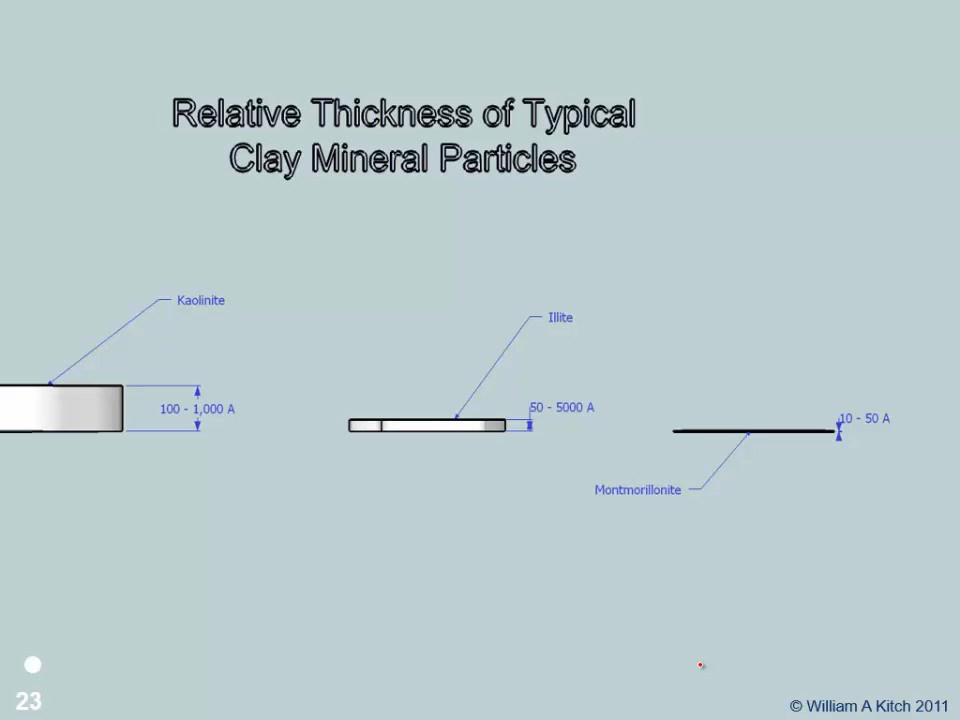 Relative Thickness of Typical
Clay Mineral Particles
Kaolinite
Illite
100 - 1,000 A
50 - 5000 A
10 - 50 A
Montmorillonite
23
© William A Kitch 2011